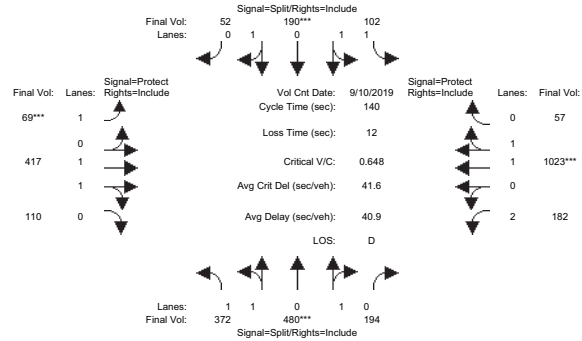 Signal=Split/Rights=Include
Final Vol: 52 190*** 102
Lanes: 0 1 0 1 1
Signal=Protect Signal=Protect
Final Vol: Lanes: Rights=Include Vol Cnt Date: 9/10/2019 Rights=Include Lanes: Final Vol:
Cycle Time (sec): 140
69*** 1 0 57
Loss Time (sec): 12
0 1
417 1 Critical V/C: 0.648 1 1023***
1 Avg Crit Del (sec/veh): 41.6 0
110 0 Avg Delay (sec/veh): 40.9 2 182
LOS: D
Lanes: 1 1 0 1 0
Final Vol: 372 480*** 194
Signal=Split/Rights=Include